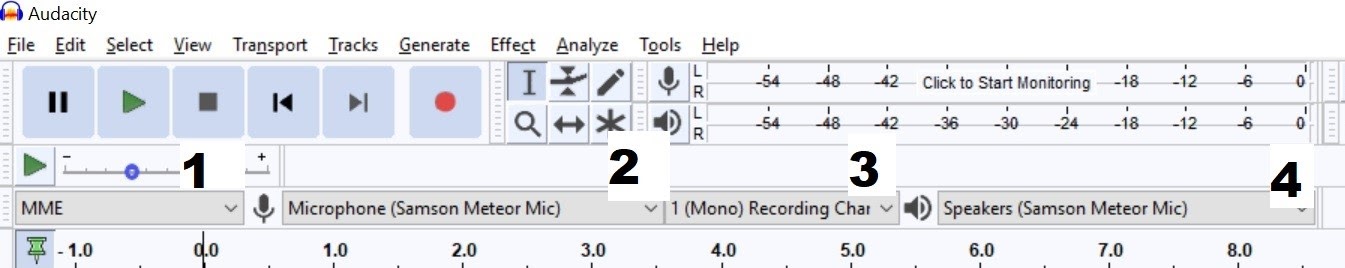 Audacity
File Edit Select View Transport Tracks Generate Effect Analyze Tools Help
L -54 -48 -42 Click to Start Monitoring -18 -12 -6 0
R
L -54 -48 -42 -36 -30 -24 -18 -12 -6 0
R
- + 1 2 3 4
MME Microphone (Samson Meteor Mic) 1 (Mono) Recording Char Speakers (Samson Meteor Mic)
- 1.0 0.0 1.0 2.0 3.0 4.0 5.0 6.0 7.0 8.0